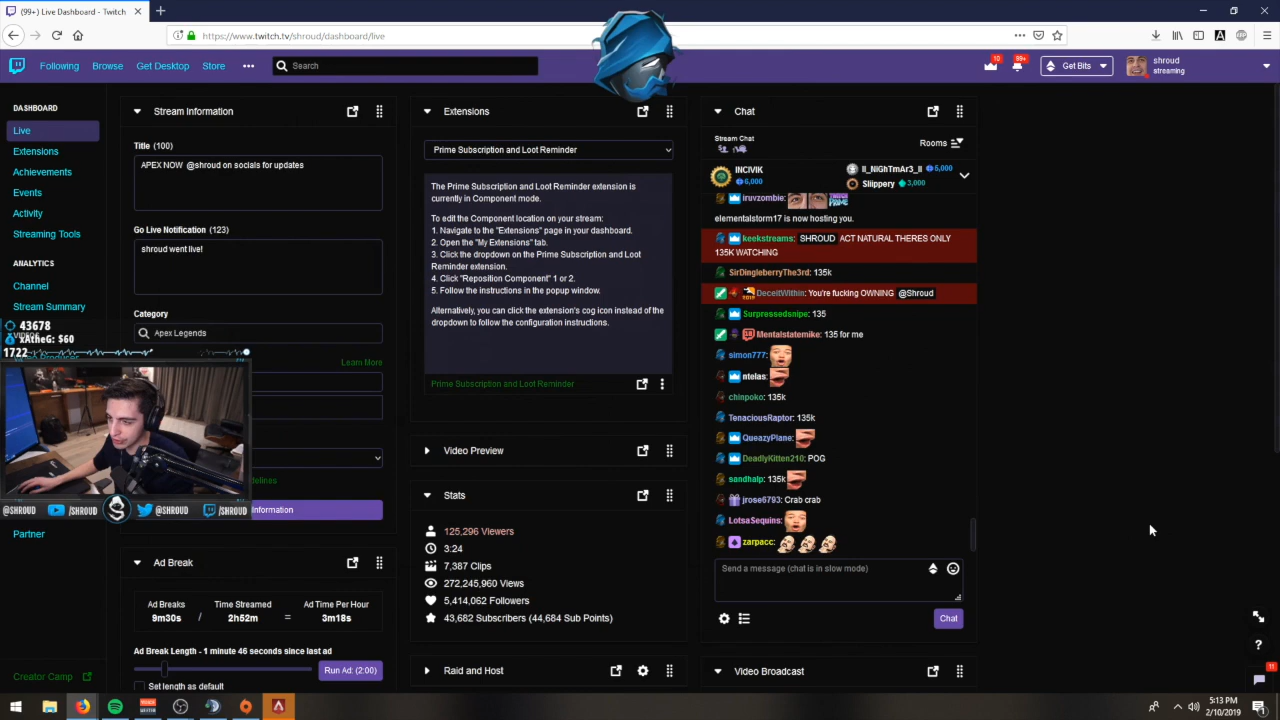 (99+) Live Dashboard - Twitch
https://www.twitch.tv/shroud/dashboard/live
Following
Browse
Get Desktop
Store
Search
10
99+
Get Bits
shroud
streaming
DASHBOARD
Live
Extensions
Achievements
Events
Activity
Streaming Tools
ANALYTICS
Channel
Stream Summary
43678
xAtheG: $60
1722
@SHROUD
/SHROUD
@SHROUD
/SHROUD
Partner
Creator Camp
Stream Information
Title (100)
APEX NOW @shroud on socials for updates
Go Live Notification (123)
shroud went live!
Category
Apex Legends
Learn More
Information
Ad Break
Ad Breaks
Time Streamed
Ad Time Per Hour
9m30s / 2h52m = 3m18s
Ad Break Length - 1 minute 46 seconds since last ad
Run Ad: (2:00)
Set length as default
Extensions
Prime Subscription and Loot Reminder
The Prime Subscription and Loot Reminder extension is
currently in Component mode.
To edit the Component location on your stream:
1. Navigate to the "Extensions" page in your dashboard.
2. Open the "My Extensions" tab.
3. Click the dropdown on the Prime Subscription and Loot
Reminder extension.
4. Click "Reposition Component" 1 or 2.
5. Follow the instructions in the popup window.
Alternatively, you can click the extension's cog icon instead of the
dropdown to follow the configuration instructions.
Prime Subscription and Loot Reminder
Video Preview
Stats
125,296 Viewers
3:24
7,387 Clips
272,245,960 Views
5,414,062 Followers
43,682 Subscribers (44,684 Sub Points)
Raid and Host
Chat
Stream Chat
Rooms
INCIVIK
5,000
II_NiGhTmAr3_II 5,000
Sliippery 3,000
iruvzombie:
elementalstorm17 is now hosting you.
keekstreams: SHROUD ACT NATURAL THERES ONLY
135K WATCHING
SirDingleberryThe3rd: 135k
DeceitWithin: You're fucking OWNING @Shroud
Surpressedsnipe: 135
Mentalstatemike: 135 for me
simon777:
ntelas:
chinpoko: 135k
TenaciousRaptor: 135k
QueazyPlane:
DeadlyKitten210: POG
sandhalp: 135k
jrose6793: Crab crab
LotsaSequins:
zarpacc:
Send a message (chat is in slow mode)
Chat
Video Broadcast
11
5:13 PM
2/10/2019